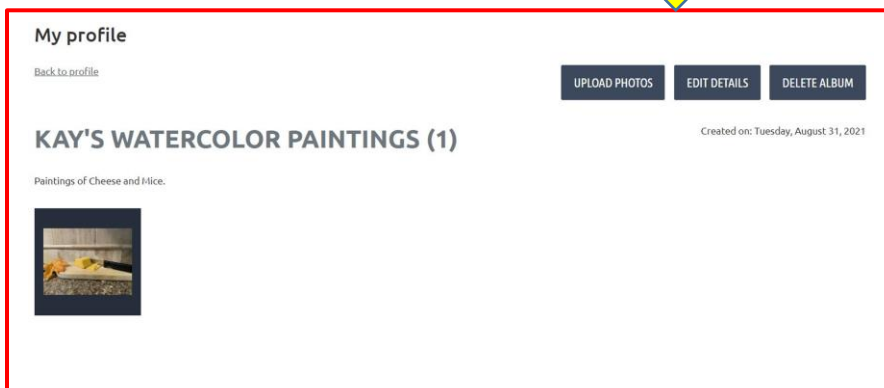 My profile
Back to profile
UPLOAD PHOTOS EDIT DETAILS DELETE ALBUM
KAY'S WATERCOLOR PAINTINGS (1)
Created on: Tuesday, August 31, 2021
Paintings of Cheese and Mice.